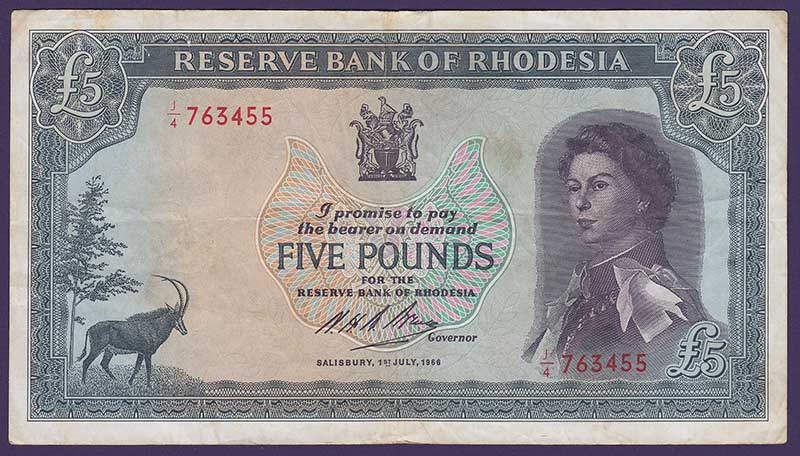 RESERVE BANK OF RHODESIA
£5
£5
J/4 763455
I promise to pay
the bearer on demand
FIVE POUNDS
FOR THE
RESERVE BANK OF RHODESIA
Governor
SALISBURY, 1ST JULY, 1966
J/4 763455
£5